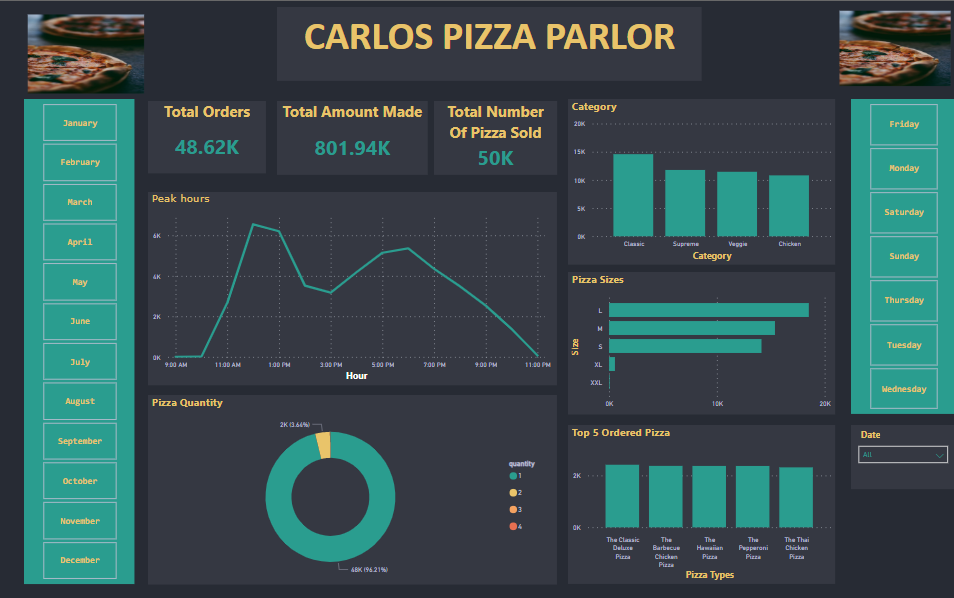 CARLOS PIZZA PARLOR
January
February
March
April
May
June
July
August
September
October
November
December
Total Orders
48.62K
Total Amount Made
801.94K
Total Number
Of Pizza Sold
50K
Peak hours
6K
4K
2K
0K
9:00 AM
11:00 AM
1:00 PM
3:00 PM
5:00 PM
7:00 PM
9:00 PM
11:00 PM
Hour
Pizza Quantity
2K (3.66%)
68K (96.21%)
quantity
1
2
3
4
Category
20K
15K
10K
5K
0K
Classic
Supreme
Veggie
Chicken
Category
Pizza Sizes
Size
L
M
S
XL
XXL
0K
10K
20K
Top 5 Ordered Pizza
2K
0K
The Classic
Deluxe
Pizza
The
Barbecue
Chicken
Pizza
The
Hawaiian
Pizza
The
Pepperoni
Pizza
The Thai
Chicken
Pizza
Pizza Types
Friday
Monday
Saturday
Sunday
Thursday
Tuesday
Wednesday
Date
All